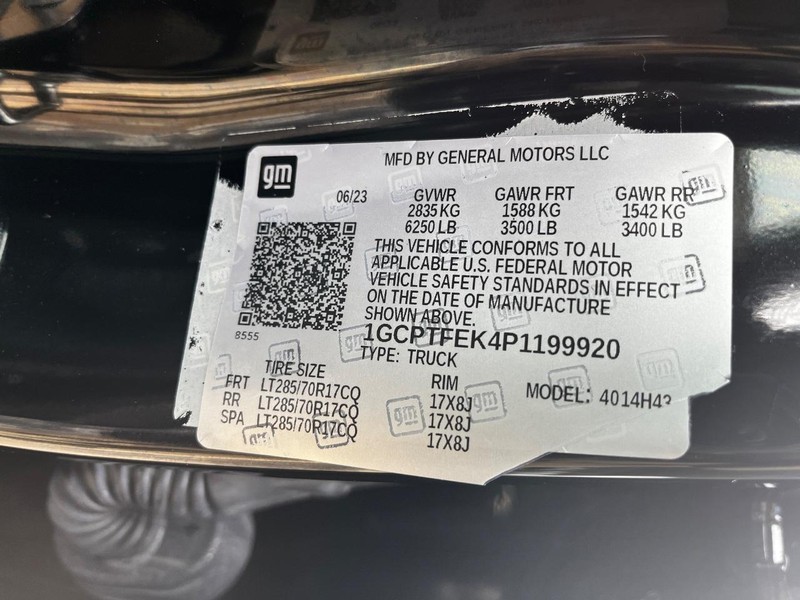 gm
MFD BY GENERAL MOTORS LLC
06/23 GVWR GAWR FRT GAWR RR
2835 KG 1588 KG 1542 KG
6250 LB 3500 LB 3400 LB
THIS VEHICLE CONFORMS TO ALL
APPLICABLE U.S. FEDERAL MOTOR
VEHICLE SAFETY STANDARDS IN EFFECT
ON THE DATE OF MANUFACTURE
SHOWN ABOVE.
8555
1GCPTFEK4P1199920
TYPE: TRUCK
TIRE SIZE RIM
FRT LT285/70R17CQ 17X8J
RR LT285/70R17CQ 17X8J
SPA LT285/70R17CQ 17X8J
MODEL: 4014H43